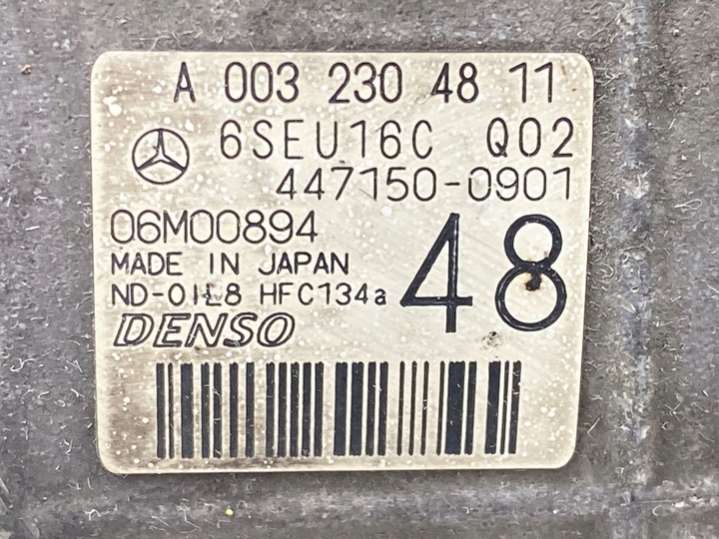 A 003 230 48 11
6SEU16C Q02
447150-0901
06M00894
MADE IN JAPAN
ND-OIL8 HFC134a
48
DENSO